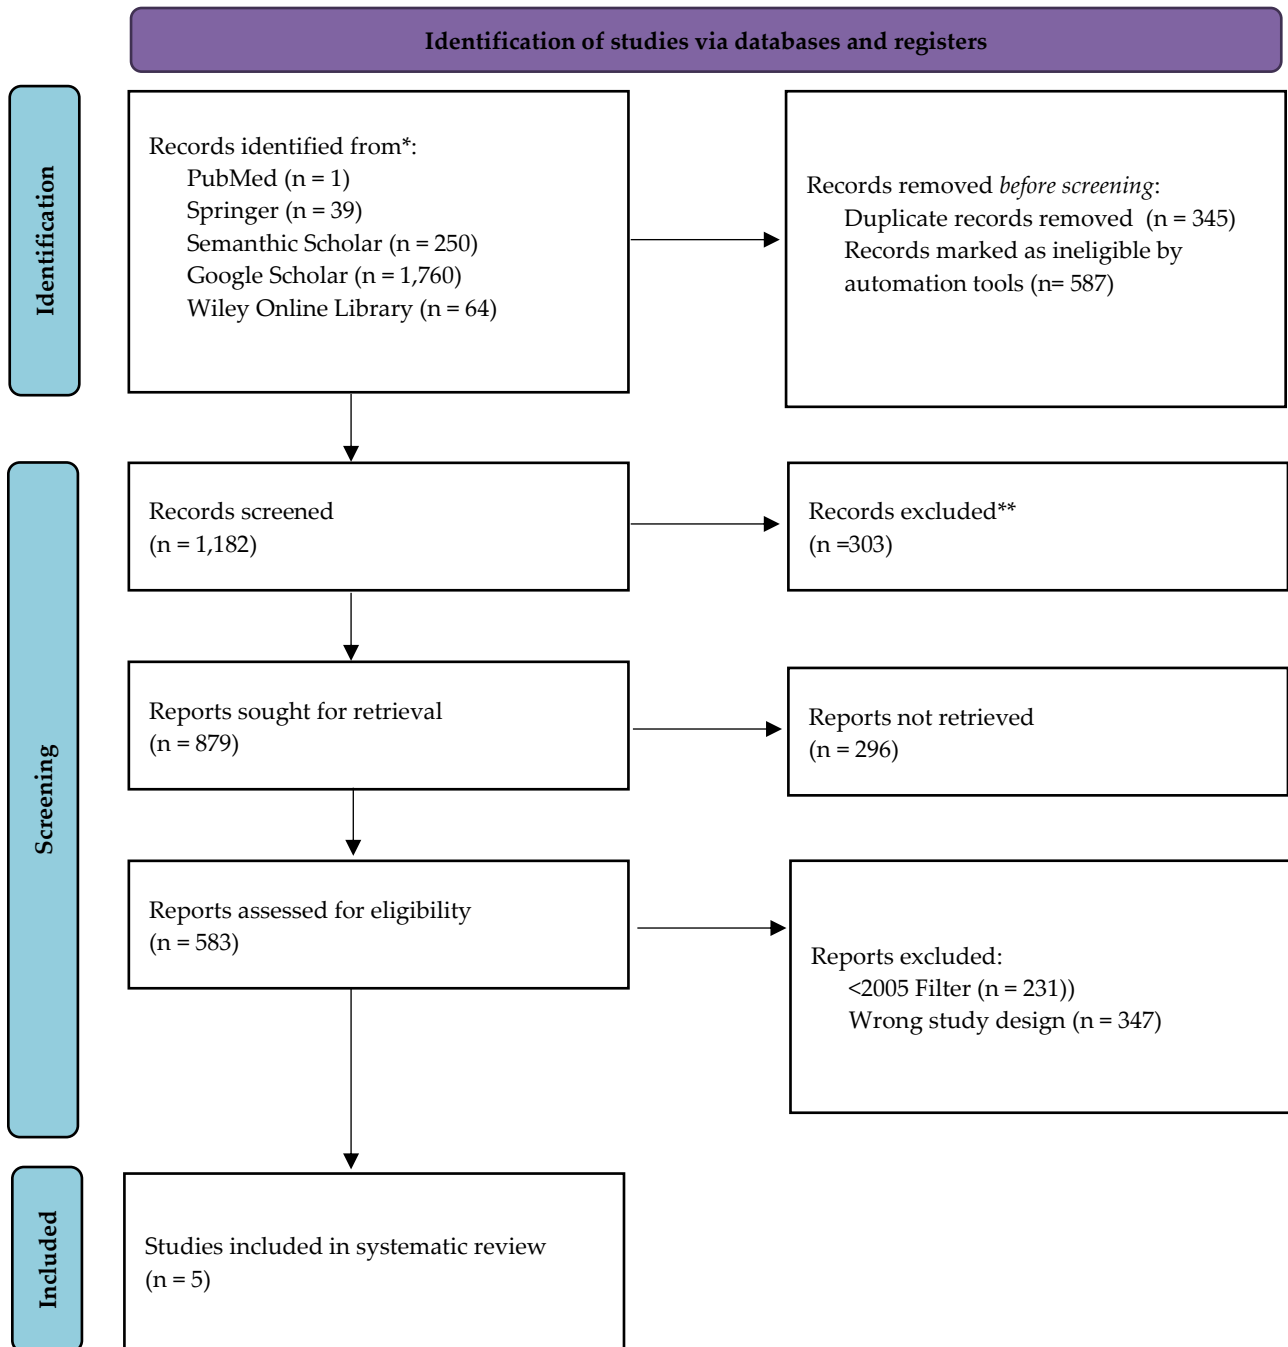 Identification of studies via databases and registers
Identification
Records identified from*:
PubMed (n = 1)
Springer (n = 39)
Semanthic Scholar (n = 250)
Google Scholar (n = 1,760)
Wiley Online Library (n = 64)
Records removed before screening:
Duplicate records removed  (n = 345)
Records marked as ineligible by
automation tools (n= 587)
Screening
Records screened
(n = 1,182)
Records excluded**
(n =303)
Reports sought for retrieval
(n = 879)
Reports not retrieved
(n = 296)
Reports assessed for eligibility
(n = 583)
Reports excluded:
<2005 Filter (n = 231))
Wrong study design (n = 347)
Included
Studies included in systematic review
(n = 5)